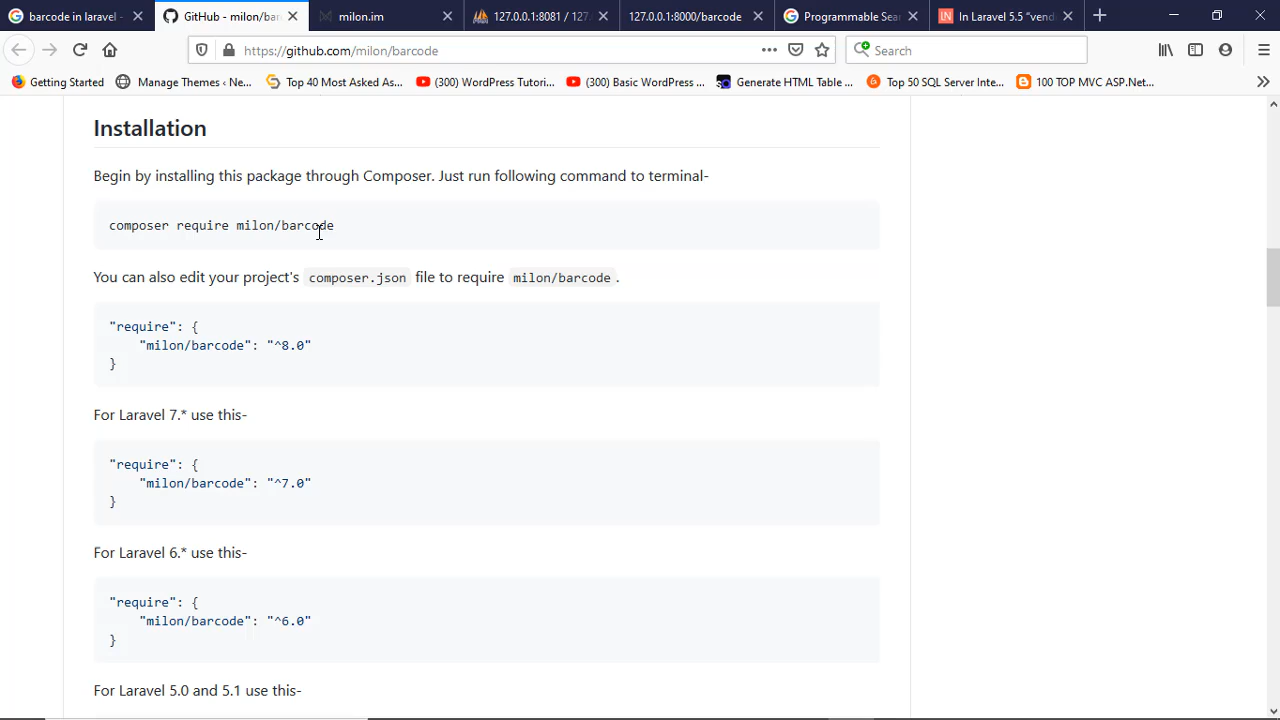 barcode in laravel -
GitHub - milon/bar
milon.im
127.0.0.1:8081 / 127
127.0.0.1:8000/barcode
Programmable Sea
In Laravel 5.5 "vend
https://github.com/milon/barcode
Search
Getting Started
Manage Themes ‹ Ne...
Top 40 Most Asked As...
(300) WordPress Tutori...
(300) Basic WordPress ...
Generate HTML Table ...
Top 50 SQL Server Inte...
100 TOP MVC ASP.Net...
Installation
Begin by installing this package through Composer. Just run following command to terminal-
composer require milon/barcode
You can also edit your project's composer.json file to require milon/barcode .
"require": {
"milon/barcode": "^8.0"
}
For Laravel 7.* use this-
"require": {
"milon/barcode": "^7.0"
}
For Laravel 6.* use this-
"require": {
"milon/barcode": "^6.0"
}
For Laravel 5.0 and 5.1 use this-